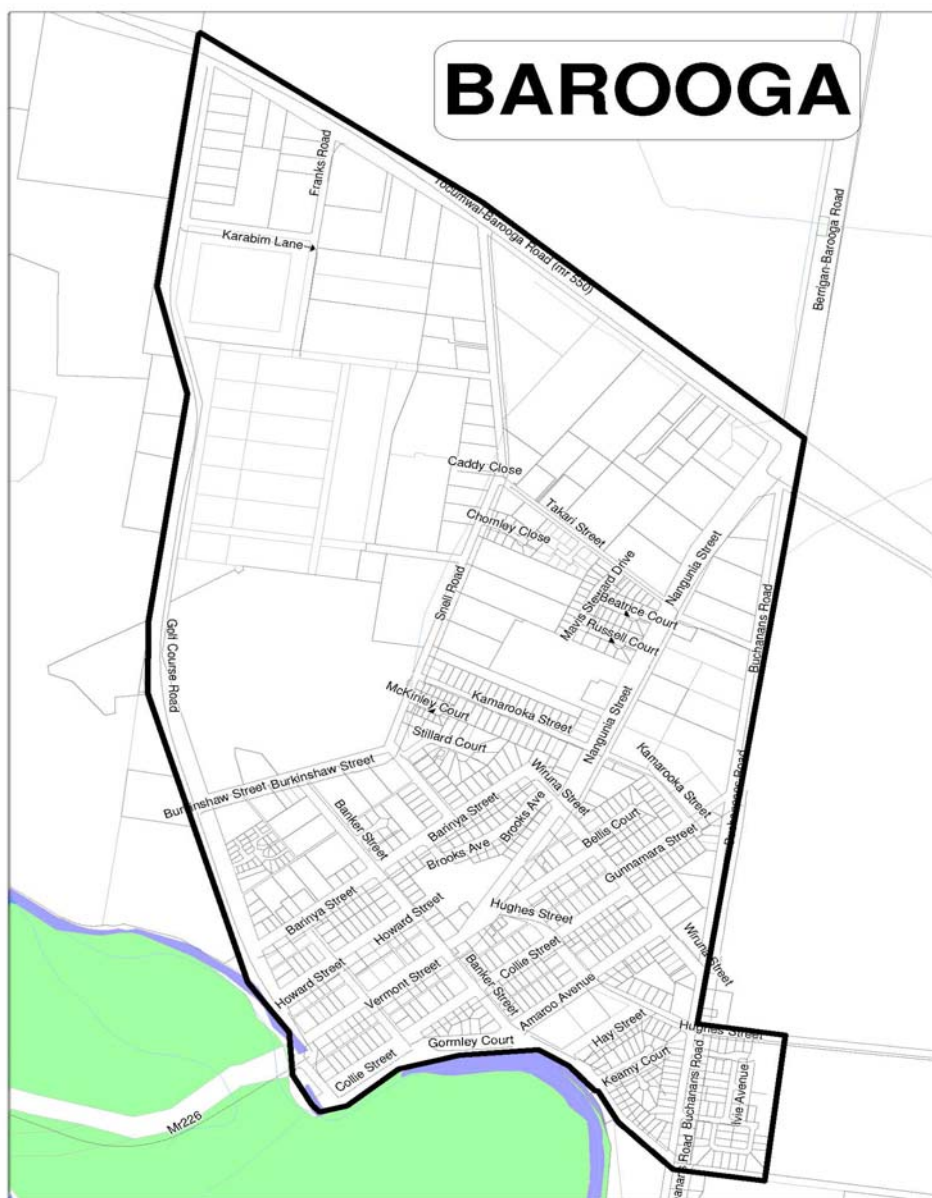 BAROOGA
Franks Road
Tocumwal-Barooga Road (mr 550)
Berrigan-Barooga Road
Karabim Lane
Caddy Close
Takari Street
Chomley Close
Mavis Steward Drive
Nangunia Street
Beatrice Court
Russell Court
Buchanans Road
Snell Road
Golf Course Road
McKinley Court
Kamarooka Street
Nangunia Street
Stillard Court
Wiruna Street
Kamarooka Street
Burkinshaw Street
Burkinshaw Street
Banker Street
Barinya Street
Brooks Ave
Brooks Ave
Bellis Court
Gunnamara Street
Barinya Street
Howard Street
Hughes Street
Collie Street
Wiruna Street
Howard Street
Vermont Street
Banker Street
Amaroo Avenue
Hay Street
Hughes Street
Gormley Court
Collie Street
Keamy Court
Buchanans Road
Ivie Avenue
Mr226
anans Road